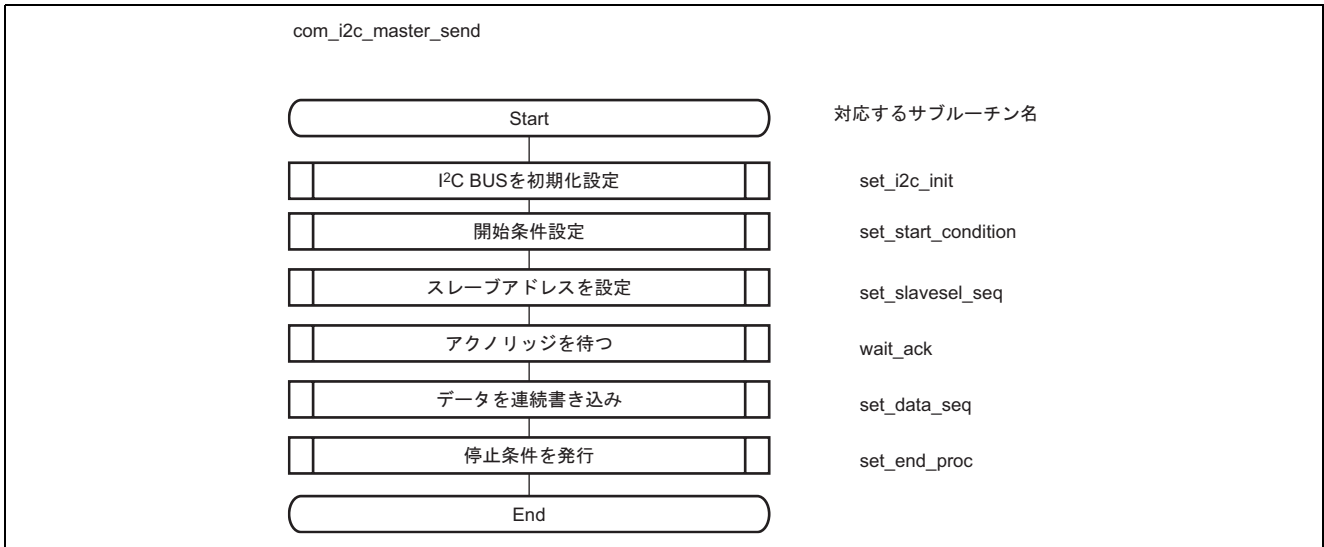 com_i2c_master_send
Start
対応するサブルーチン名
I²C BUSを初期化設定
set_i2c_init
開始条件設定
set_start_condition
スレーブアドレスを設定
set_slavesel_seq
アクノリッジを待つ
wait_ack
データを連続書き込み
set_data_seq
停止条件を発行
set_end_proc
End